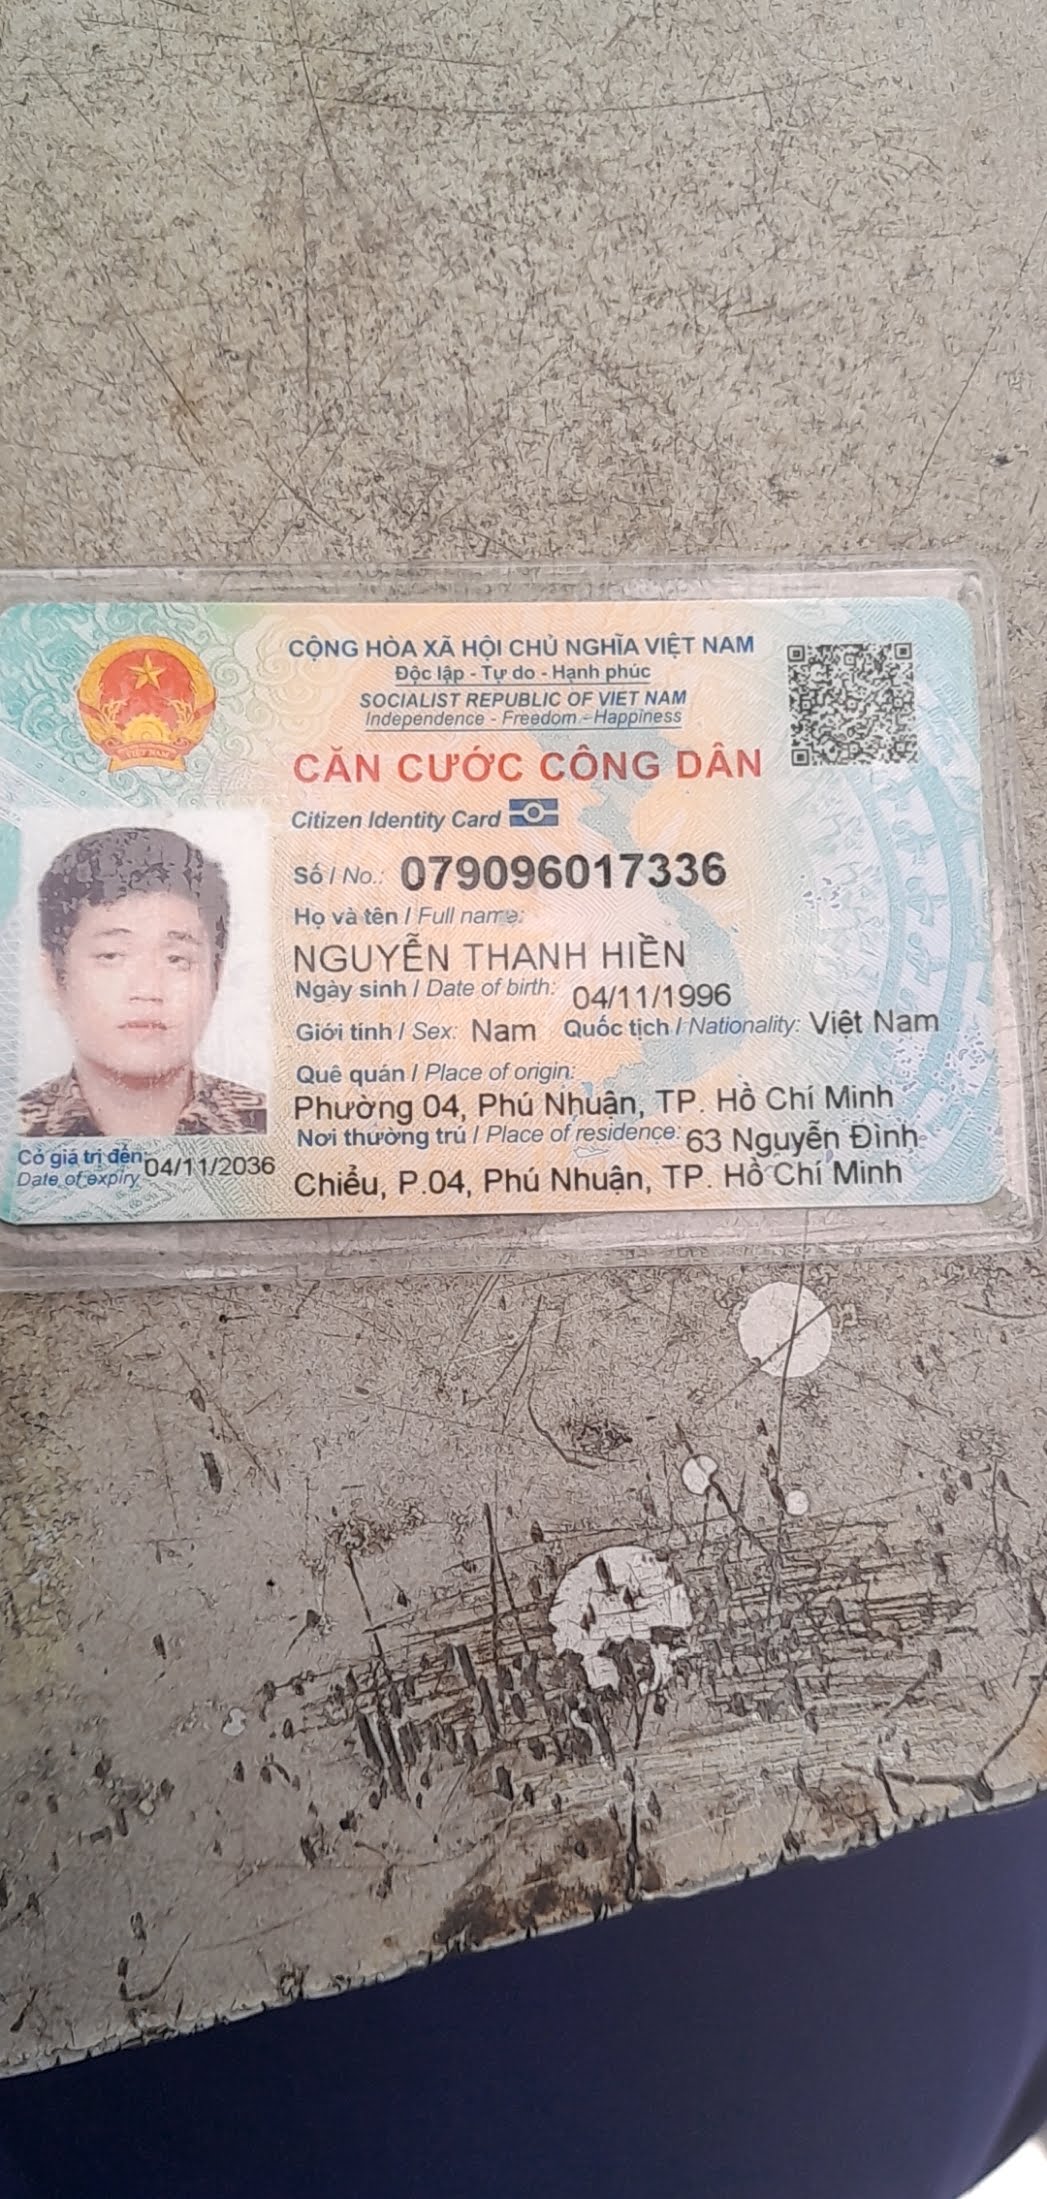 CỘNG HÒA XÃ HỘI CHỦ NGHĨA VIỆT NAM
Độc lập - Tự do - Hạnh phúc
SOCIALIST REPUBLIC OF VIET NAM
Independence - Freedom - Happiness
CĂN CƯỚC CÔNG DÂN
Citizen Identity Card
Số / No.: 079096017336
Họ và tên / Full name:
NGUYỄN THANH HIỀN
Ngày sinh / Date of birth: 04/11/1996
Giới tính / Sex: Nam Quốc tịch / Nationality: Việt Nam
Quê quán / Place of origin:
Phường 04, Phú Nhuận, TP. Hồ Chí Minh
Nơi thường trú / Place of residence: 63 Nguyễn Đình
Chiểu, P.04, Phú Nhuận, TP. Hồ Chí Minh
Có giá trị đến: 04/11/2036
Date of expiry
VIỆT NAM